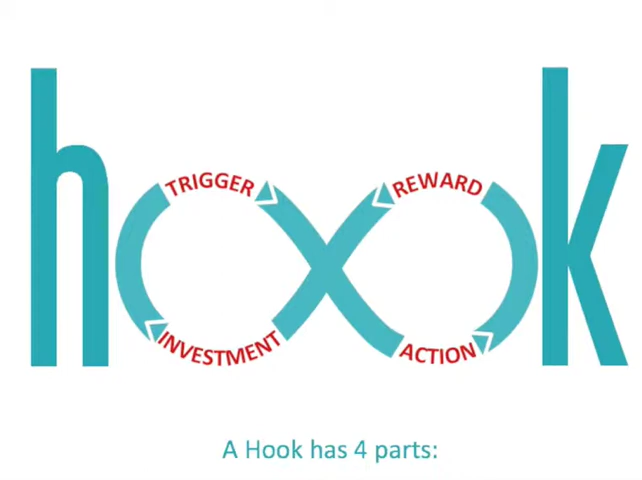 hook
TRIGGER
REWARD
INVESTMENT
ACTION
A Hook has 4 parts: